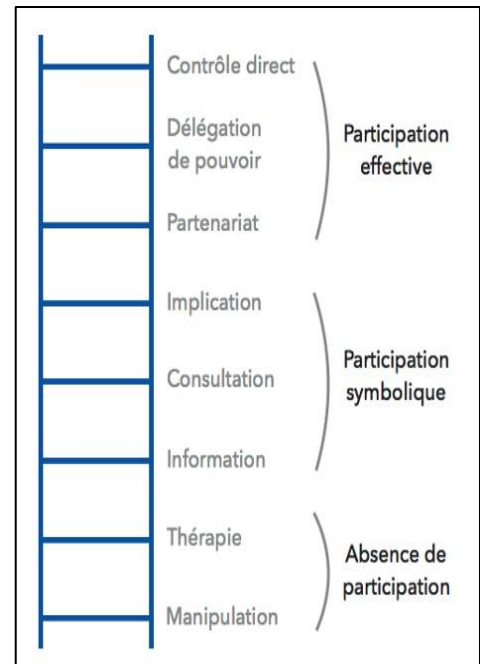 Contrôle direct
Délégation
de pouvoir
Partenariat
Participation
effective
Implication
Consultation
Information
Participation
symbolique
Thérapie
Manipulation
Absence de
participation